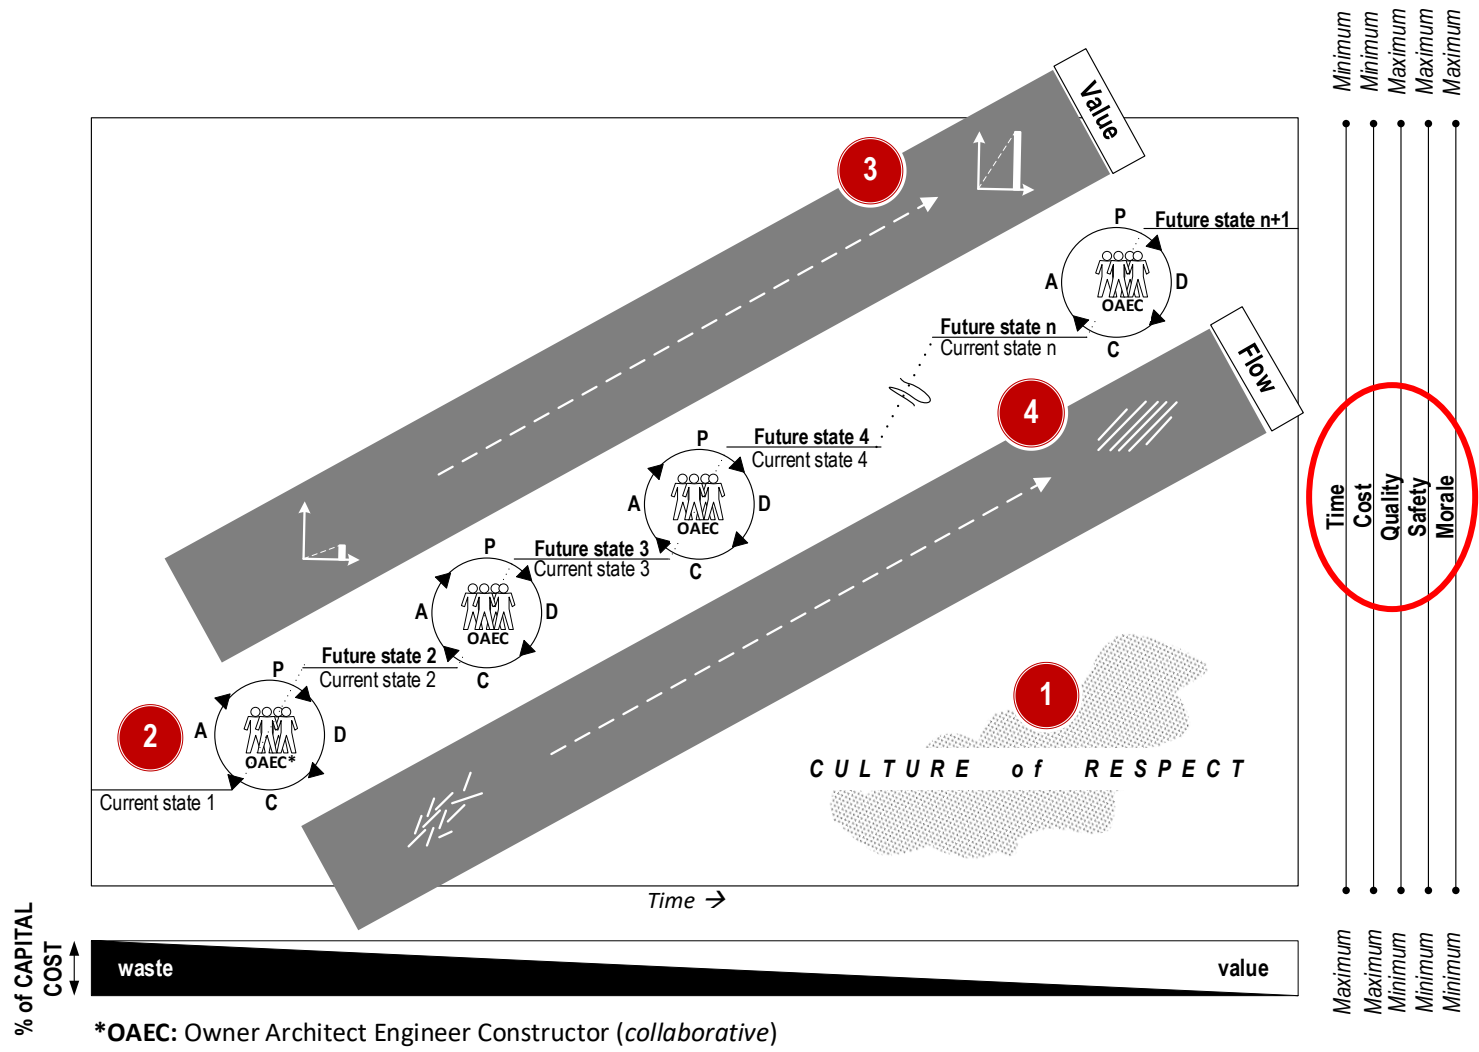 Minimum
Minimum
Maximum
Maximum
Maximum
Value
3
P
Future state n+1
A
D
OAEC
C
Future state n
Current state n
Flow
4
P
Future state 4
Current state 4
A
D
OAEC
C
Time
Cost
Quality
Safety
Morale
P
Future state 3
Current state 3
A
D
OAEC
C
P
Future state 2
Current state 2
A
D
OAEC*
C
2
Current state 1
1
CULTURE of RESPECT
Time →
% of CAPITAL
COST
waste
value
Maximum
Maximum
Minimum
Minimum
Minimum
*OAEC: Owner Architect Engineer Constructor (collaborative)